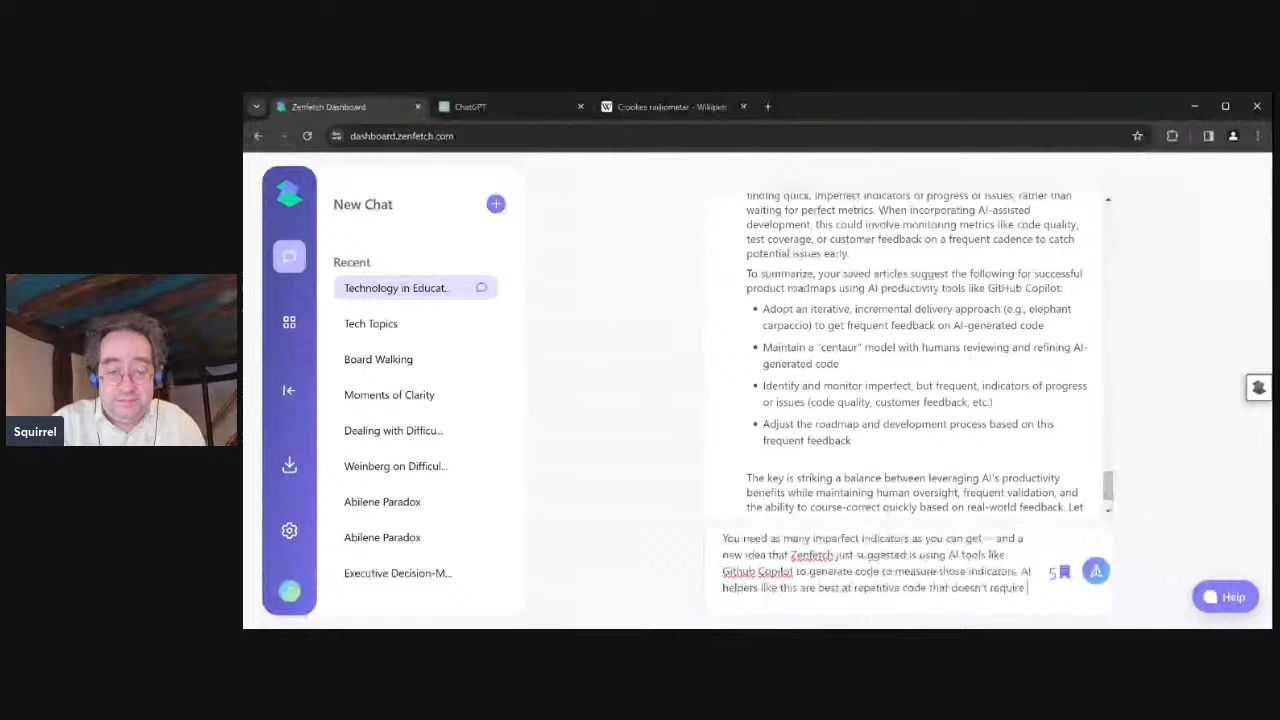 Zenfetch Dashboard
ChatGPT
Crookes radiometer - Wikiped
dashboard.zenfetch.com
New Chat
Recent
Technology in Educat..
Tech Topics
Board Walking
Moments of Clarity
Dealing with Difficu...
Weinberg on Difficul...
Abilene Paradox
Abilene Paradox
Executive Decision-M...
finding quick, imperfect indicators of progress or issues, rather than
waiting for perfect metrics. When incorporating AI-assisted
development, this could involve monitoring metrics like code quality,
test coverage, or customer feedback on a frequent cadence to catch
potential issues early.
To summarize, your saved articles suggest the following for successful
product roadmaps using AI productivity tools like GitHub Copilot:
• Adopt an iterative, incremental delivery approach (e.g., elephant
carpaccio) to get frequent feedback on AI-generated code
• Maintain a "centaur" model with humans reviewing and refining AI-
generated code
• Identify and monitor imperfect, but frequent, indicators of progress
or issues (code quality, customer feedback, etc.)
• Adjust the roadmap and development process based on this
frequent feedback
The key is striking a balance between leveraging AI's productivity
benefits while maintaining human oversight, frequent validation, and
the ability to course-correct quickly based on real-world feedback. Let
You need as many imperfect indicators as you can get — and a
new idea that Zenfetch just suggested is using AI tools like
Github Copilot to generate code to measure those indicators. AI
helpers like this are best at repetitive code that doesn't require
5
Help
Squirrel